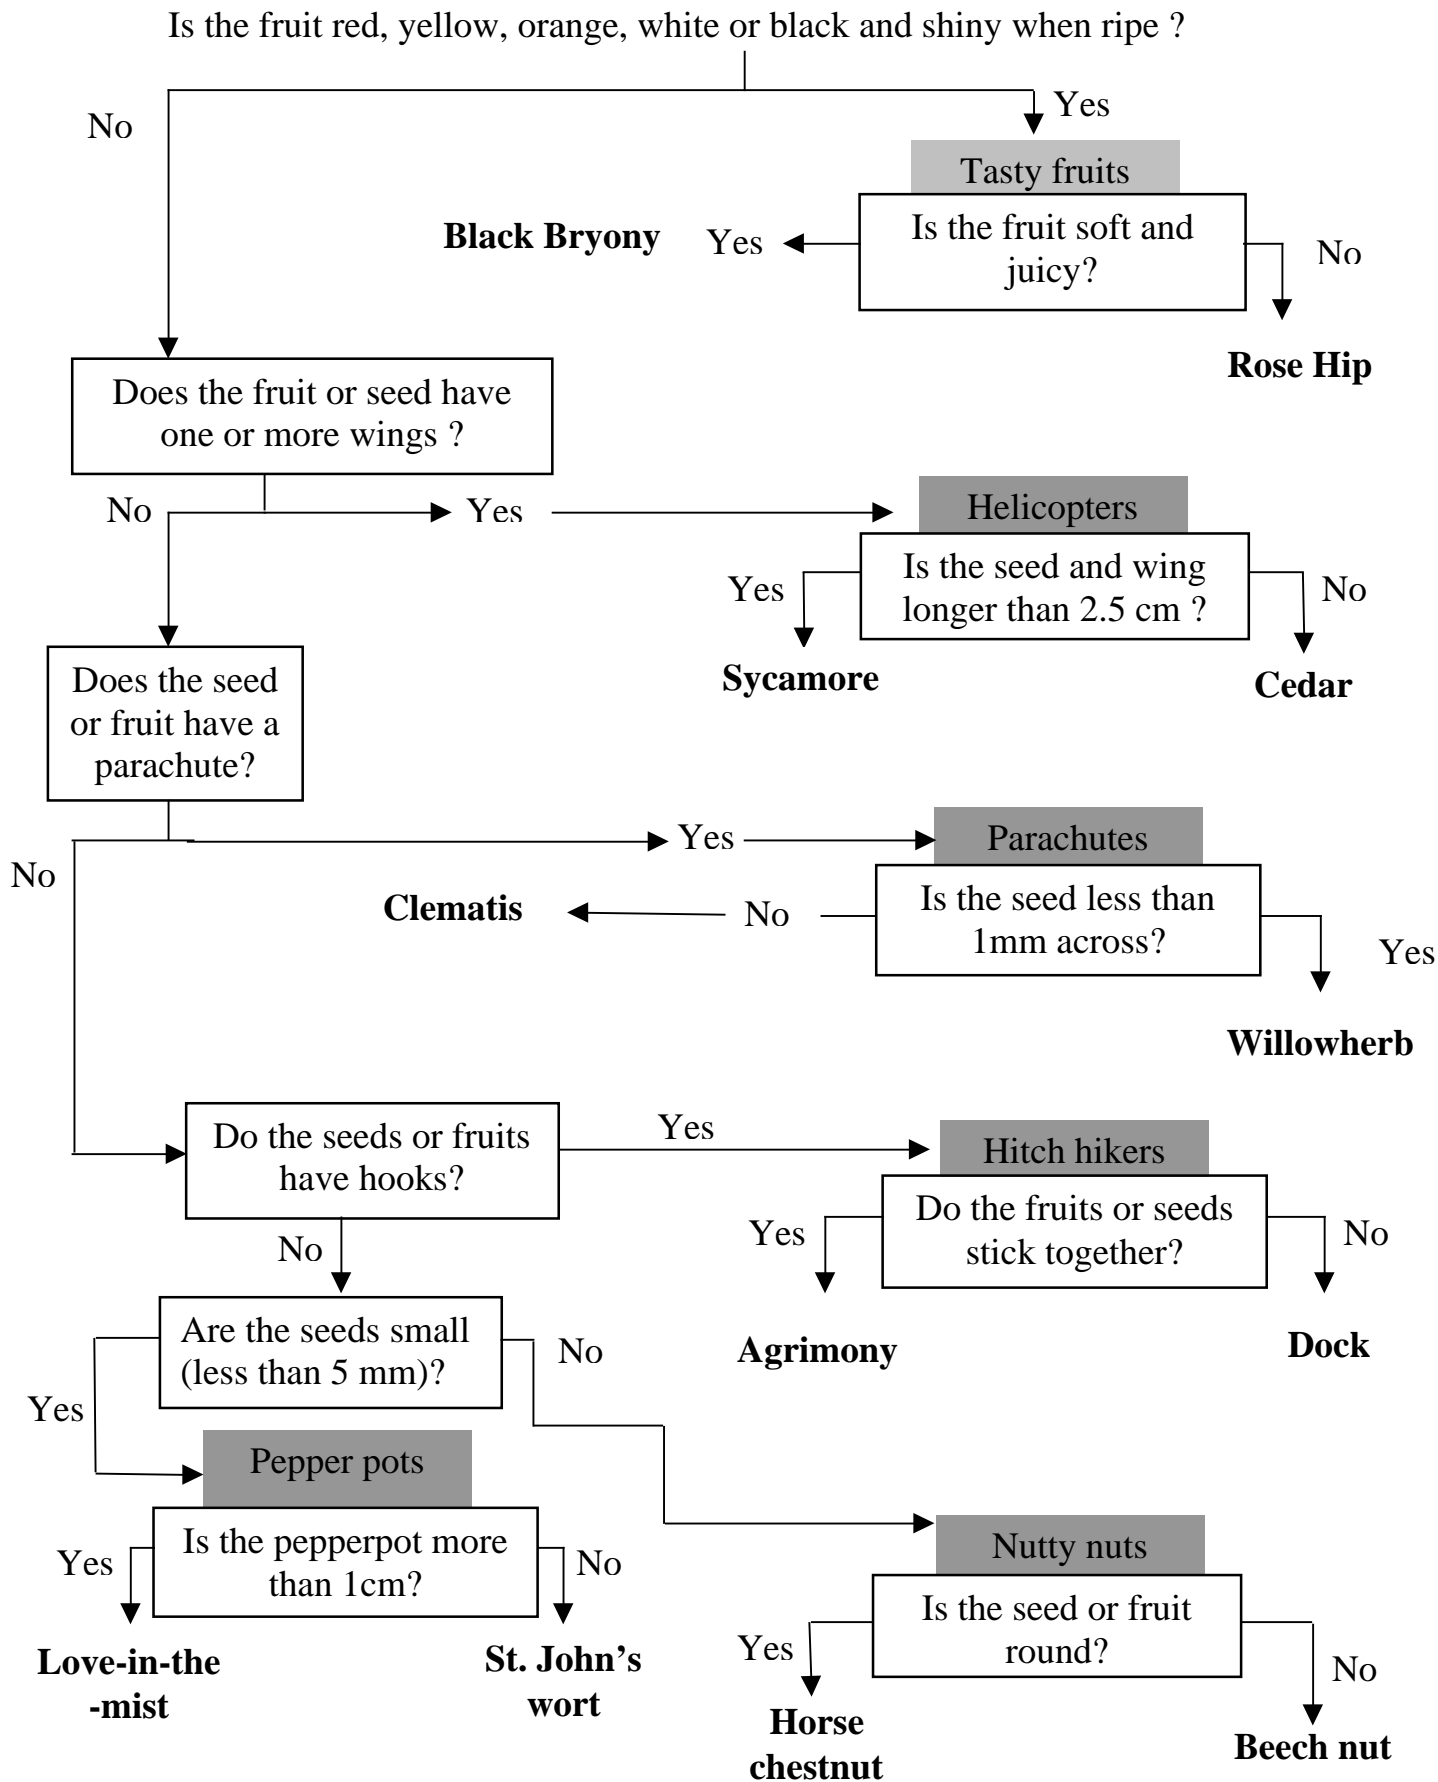 Is the fruit red, yellow, orange, white or black and shiny when ripe ?
No
Yes
Tasty fruits
Is the fruit soft and
juicy?
Black Bryony
Yes
No
Rose Hip
Does the fruit or seed have
one or more wings ?
No
Yes
Helicopters
Is the seed and wing
longer than 2.5 cm ?
Yes
No
Sycamore
Cedar
Does the seed
or fruit have a
parachute?
No
Yes
Parachutes
Is the seed less than
1mm across?
Clematis
No
Yes
Willowherb
Do the seeds or fruits
have hooks?
Yes
Hitch hikers
Do the fruits or seeds
stick together?
Yes
No
Agrimony
Dock
No
Are the seeds small
(less than 5 mm)?
No
Yes
Pepper pots
Is the pepperpot more
than 1cm?
Yes
No
Love-in-the
-mist
St. John’s
wort
Nutty nuts
Is the seed or fruit
round?
Yes
No
Horse
chestnut
Beech nut